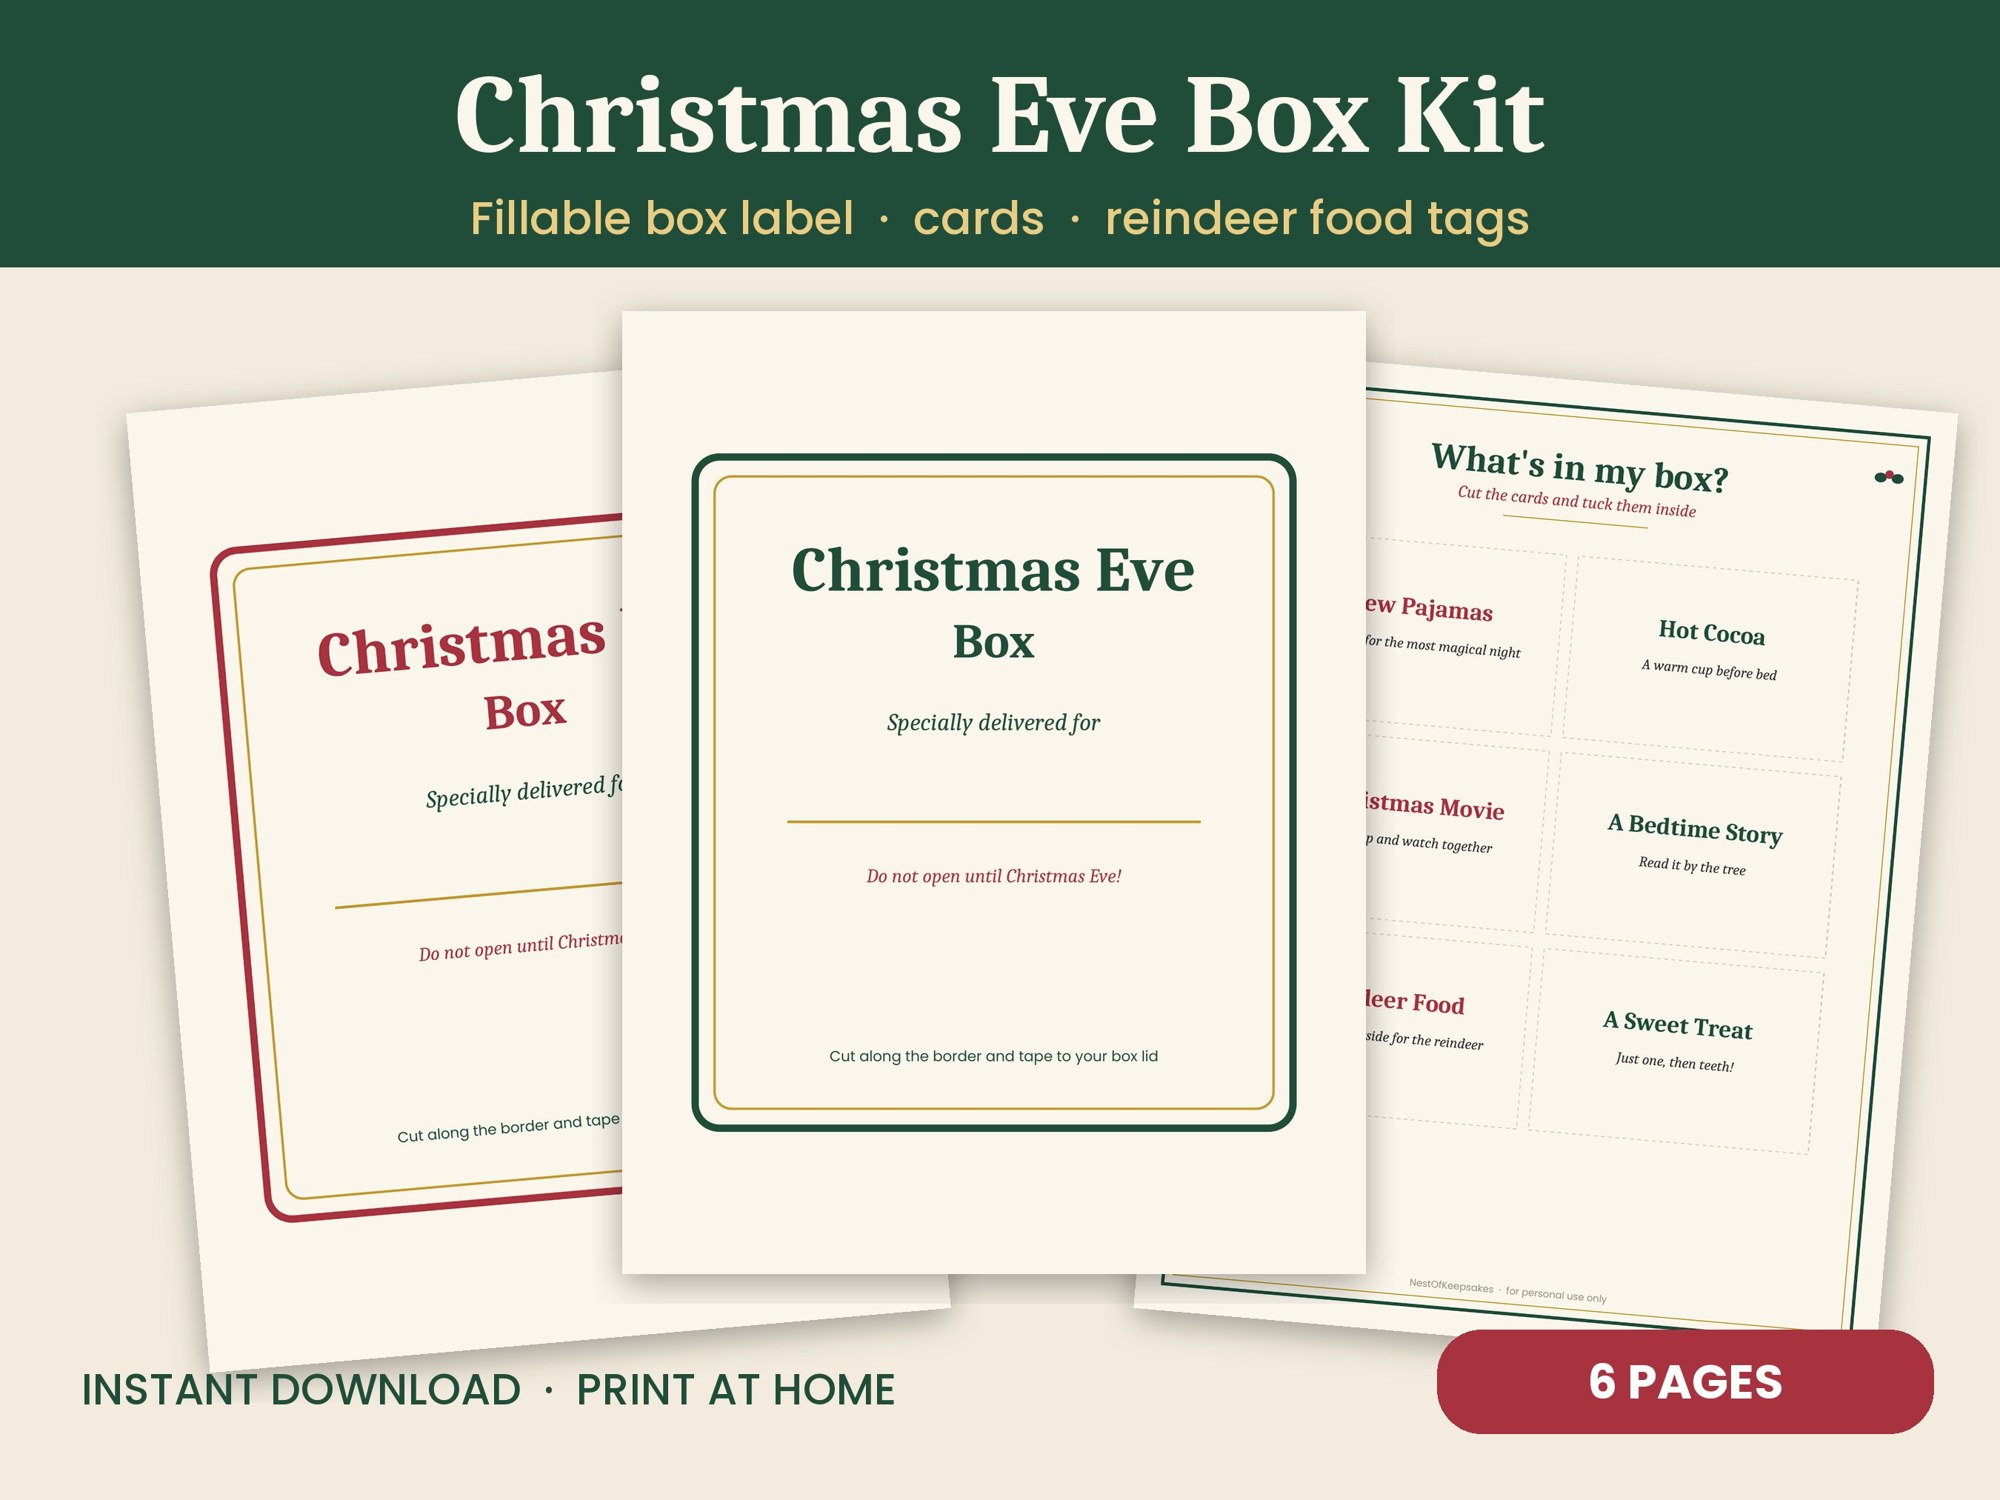 Christmas Eve Box Kit
Fillable box label · cards · reindeer food tags
Christmas
Box
Specially delivered
Do not open until
Cut along the border and tape
Christmas Eve
Box
Specially delivered for
Do not open until Christmas Eve!
Cut along the border and tape to your box lid
What's in my box?
Cut the cards and tuck them inside
Pajamas
for the most magical night
Hot Cocoa
A warm cup before bed
Movie
and watch together
A Bedtime Story
Read it by the tree
Food
for the reindeer
A Sweet Treat
Just one, then teeth!
NestOfKeepsakes · for personal use only
INSTANT DOWNLOAD · PRINT AT HOME
6 PAGES